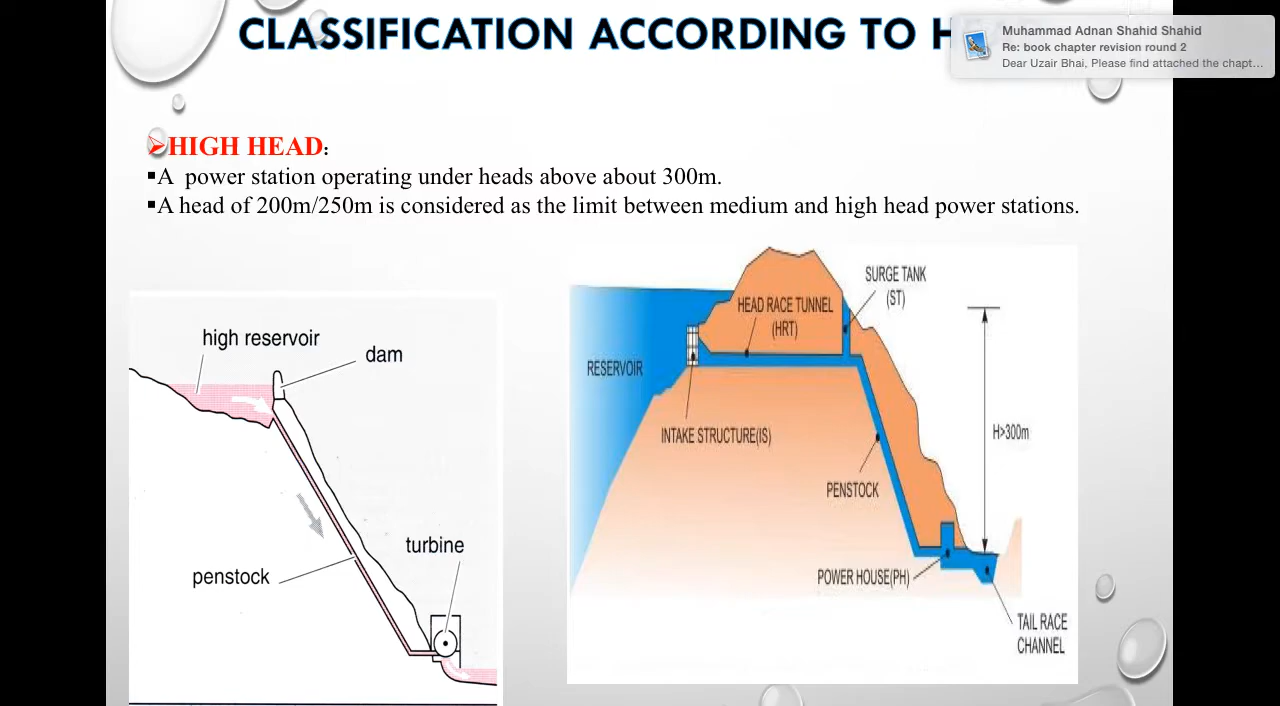 CLASSIFICATION ACCORDING TO H
Muhammad Adnan Shahid Shahid
Re: book chapter revision round 2
Dear Uzair Bhai, Please find attached the chapt...
➢HIGH HEAD:
▪A power station operating under heads above about 300m.
▪A head of 200m/250m is considered as the limit between medium and high head power stations.
high reservoir
dam
penstock
turbine
SURGE TANK
(ST)
HEAD RACE TUNNEL
(HRT)
RESERVOIR
INTAKE STRUCTURE(IS)
H>300m
PENSTOCK
POWER HOUSE(PH)
TAIL RACE
CHANNEL